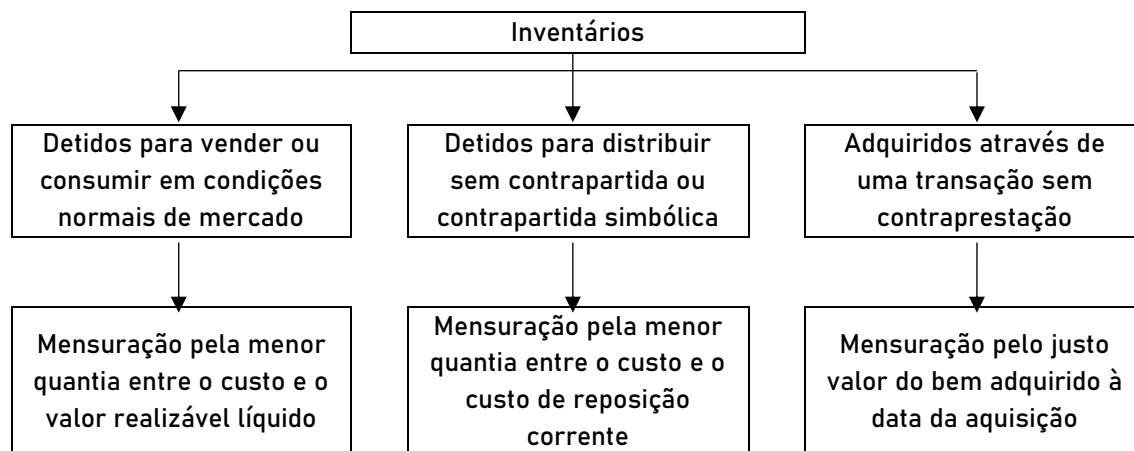 Inventários
Detidos para vender ou
consumir em condições
normais de mercado
Detidos para distribuir
sem contrapartida ou
contrapartida simbólica
Adquiridos através de
uma transação sem
contraprestação
Mensuração pela menor
quantia entre o custo e o
valor realizável líquido
Mensuração pela menor
quantia entre o custo e o
custo de reposição
corrente
Mensuração pelo justo
valor do bem adquirido à
data da aquisição